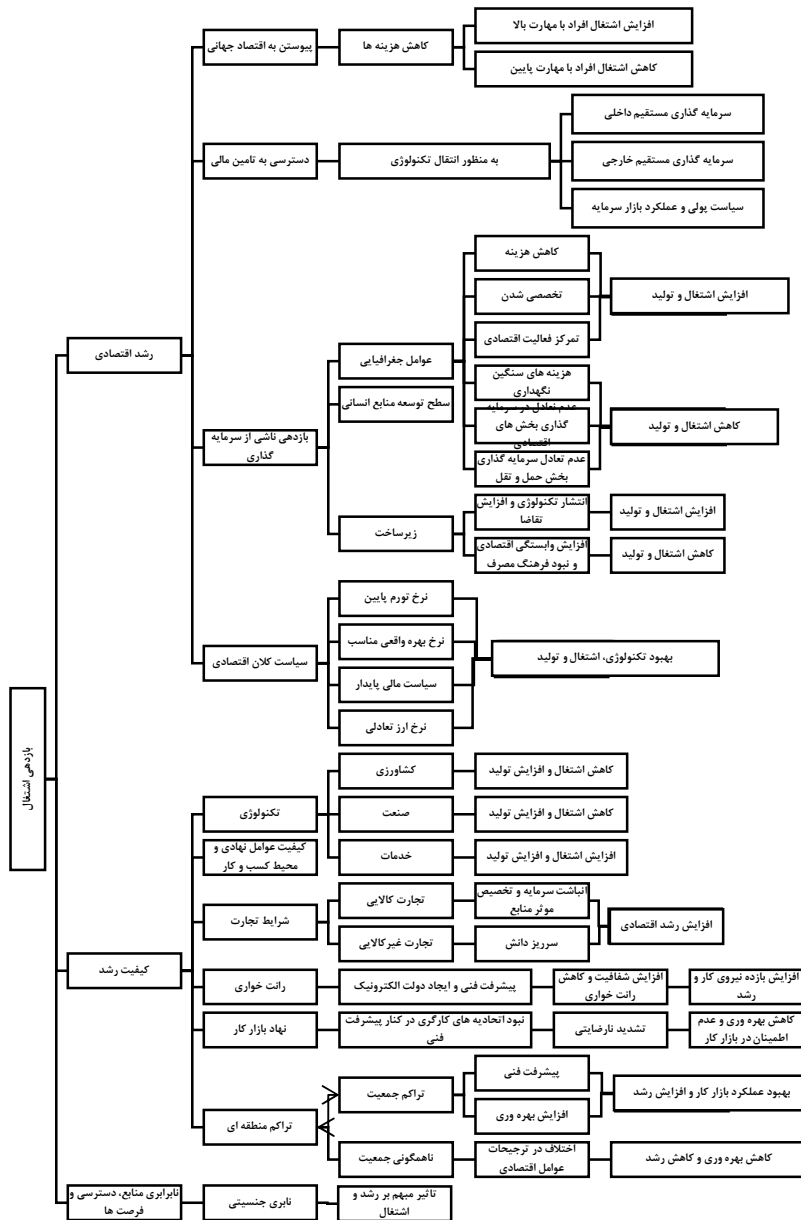 افزایش اشتغال افراد با مهارت بالا
پیوستن به اقتصاد جهانی
کاهش هزینه ها
کاهش اشتغال افراد با مهارت پایین
سرمایه گذاری مستقیم داخلی
دسترسی به تامین مالی
به منظور انتقال تکنولوژی
سرمایه گذاری مستقیم خارجی
سیاست پولی و عملکرد بازار سرمایه
کاهش هزینه
تخصصی شدن
افزایش اشتغال و تولید
تمرکز فعالیت اقتصادی
رشد اقتصادی
عوامل جغرافیایی
هزینه های سنگین
نگهداری
سطح توسعه منابع انسانی
عدم تعادل در سرمایه
گذاری بخش های
اقتصادی
کاهش اشتغال و تولید
بازدهی ناشی از سرمایه
گذاری
عدم تعادل سرمایه گذاری
بخش حمل و تقل
زیرساخت
انتشار تکنولوژی و افزایش
تقاضا
افزایش اشتغال و تولید
افزایش وابستگی اقتصادی
و نبود فرهنگ مصرف
کاهش اشتغال و تولید
سیاست کلان اقتصادی
نرخ تورم پایین
نرخ بهره واقعی مناسب
سیاست مالی پایدار
نرخ ارز تعادلی
بهبود تکنولوژی، اشتغال و تولید
بازدهی اشتغال
تکنولوژی
کشاورزی
کاهش اشتغال و افزایش تولید
صنعت
کاهش اشتغال و افزایش تولید
خدمات
افزایش اشتغال و افزایش تولید
کیفیت عوامل نهادی و
محیط کسب و کار
کیفیت رشد
شرایط تجارت
تجارت کالایی
انباشت سرمایه و تخصیص
موثر منابع
تجارت غیرکالایی
سرریز دانش
افزایش رشد اقتصادی
رانت خواری
پیشرفت فنی و ایجاد دولت الکترونیک
افزایش شفافیت و کاهش
رانت خواری
افزایش بازده نیروی کار و
رشد
نهاد بازار کار
نبود اتحادیه های کارگری در کنار پیشرفت
فنی
تشدید نارضایتی
کاهش بهره وری و عدم
اطمینان در بازار کار
تراکم منطقه ای
تراکم جمعیت
پیشرفت فنی
افزایش بهره وری
بهبود عملکرد بازار کار و افزایش رشد
ناهمگونی جمعیت
اختلاف در ترجیحات
عوامل اقتصادی
کاهش بهره وری و کاهش رشد
نابرابری منابع، دسترسی و
فرصت ها
نابری جنسیتی
تاثیر مبهم بر رشد و
اشتغال